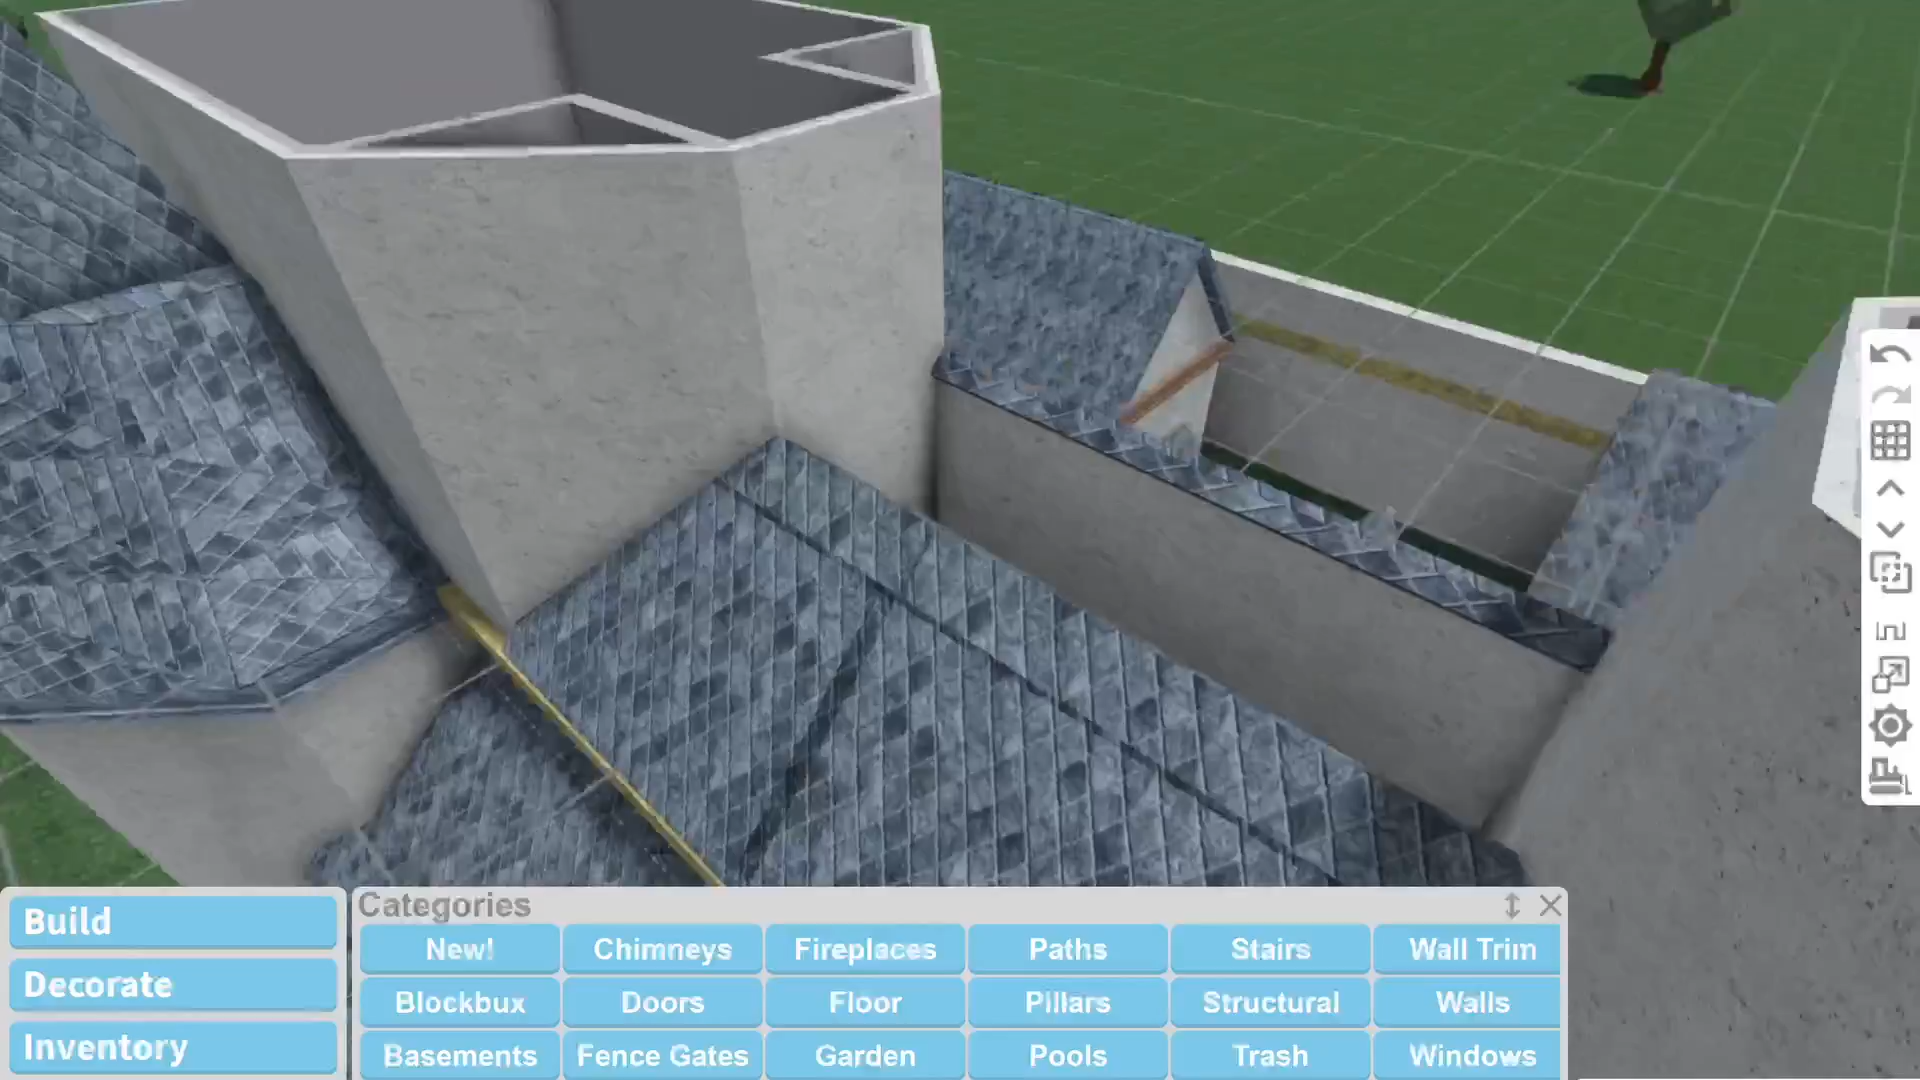 Build
Decorate
Inventory
Categories
New! Chimneys Fireplaces Paths Stairs Wall Trim
Blockbux Doors Floor Pillars Structural Walls
Basements Fence Gates Garden Pools Trash Windows